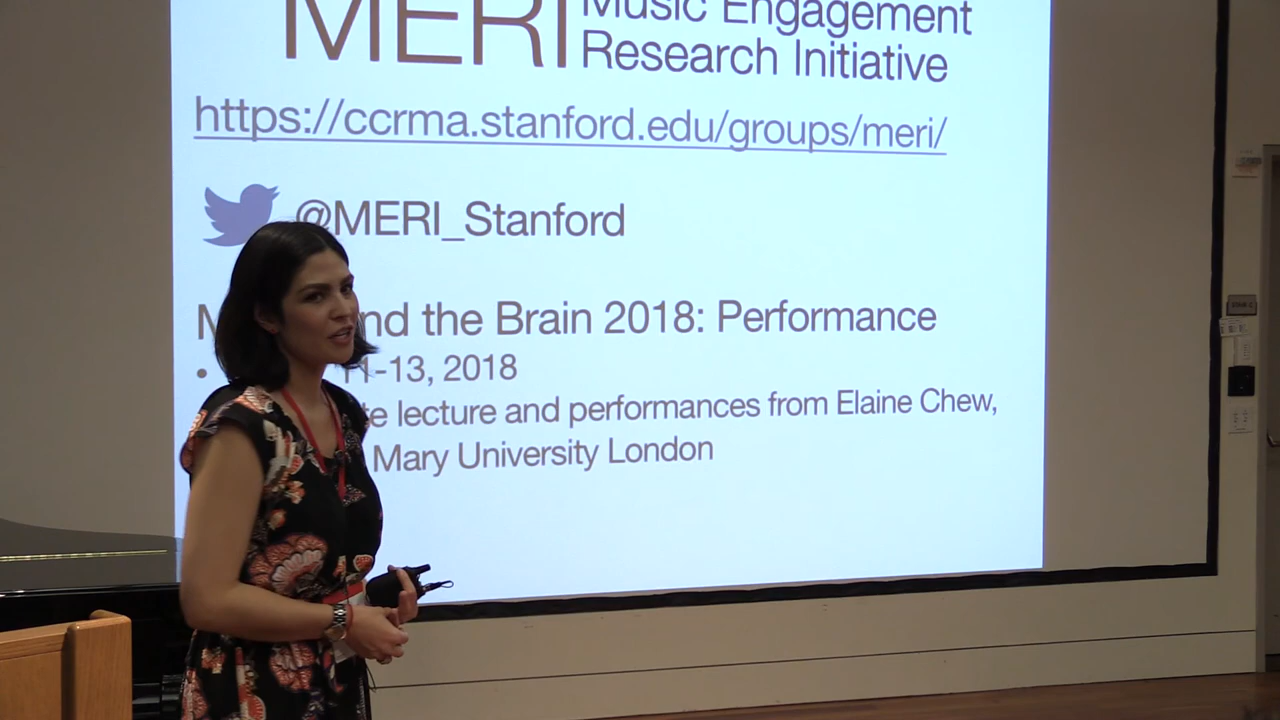 MERI Music Engagement
Research Initiative
https://ccrma.stanford.edu/groups/meri/
@MERI_Stanford
nd the Brain 2018: Performance
11-13, 2018
te lecture and performances from Elaine Chew,
Mary University London